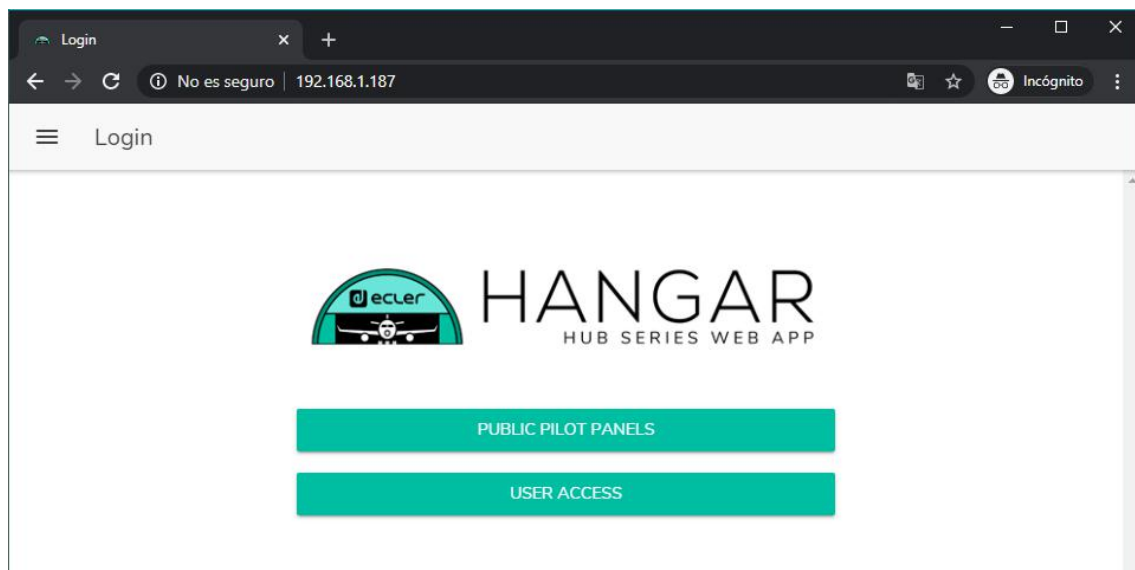 Login
No es seguro | 192.168.1.187
Incógnito
Login
ecler
HANGAR
HUB SERIES WEB APP
PUBLIC PILOT PANELS
USER ACCESS